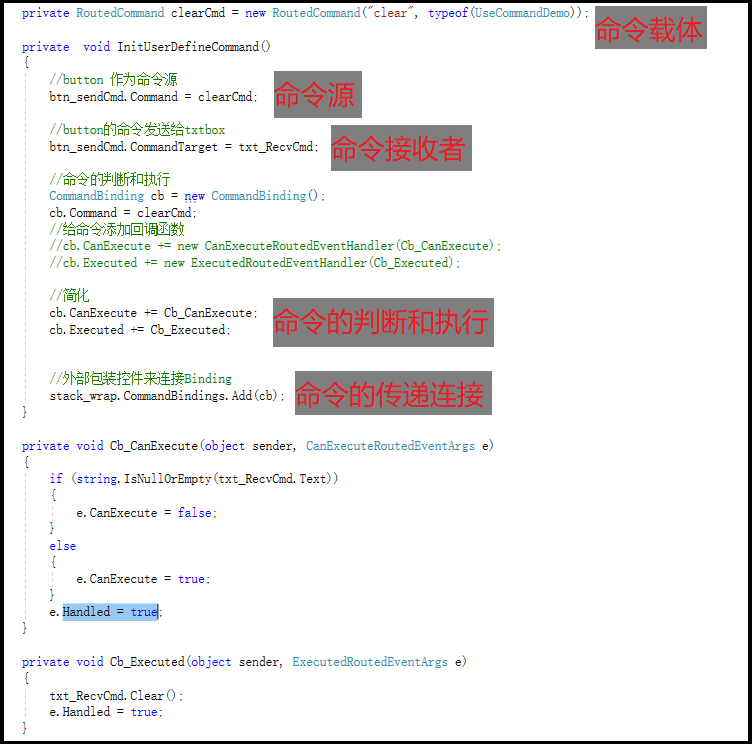 private RoutedCommand clearCmd = new RoutedCommand("clear", typeof(UseCommandDemo));
命令载体
private  void InitUserDefineCommand()
{
    //button 作为命令源
    btn_sendCmd.Command = clearCmd;
命令源
    //button的命令发送给txtbox
    btn_sendCmd.CommandTarget = txt_RecvCmd;
命令接收者
    //命令的判断和执行
    CommandBinding cb = new CommandBinding();
    cb.Command = clearCmd;
    //给命令添加回调函数
    //cb.CanExecute += new CanExecuteRoutedEventHandler(Cb_CanExecute);
    //cb.Executed += new ExecutedRoutedEventHandler(Cb_Executed);
    //简化
    cb.CanExecute += Cb_CanExecute;
    cb.Executed += Cb_Executed;
命令的判断和执行
    //外部包装控件来连接Binding
    stack_wrap.CommandBindings.Add(cb);
命令的传递连接
}
private void Cb_CanExecute(object sender, CanExecuteRoutedEventArgs e)
{
    if (string.IsNullOrEmpty(txt_RecvCmd.Text))
    {
        e.CanExecute = false;
    }
    else
    {
        e.CanExecute = true;
    }
    e.Handled = true;
}
private void Cb_Executed(object sender, ExecutedRoutedEventArgs e)
{
    txt_RecvCmd.Clear();
    e.Handled = true;
}